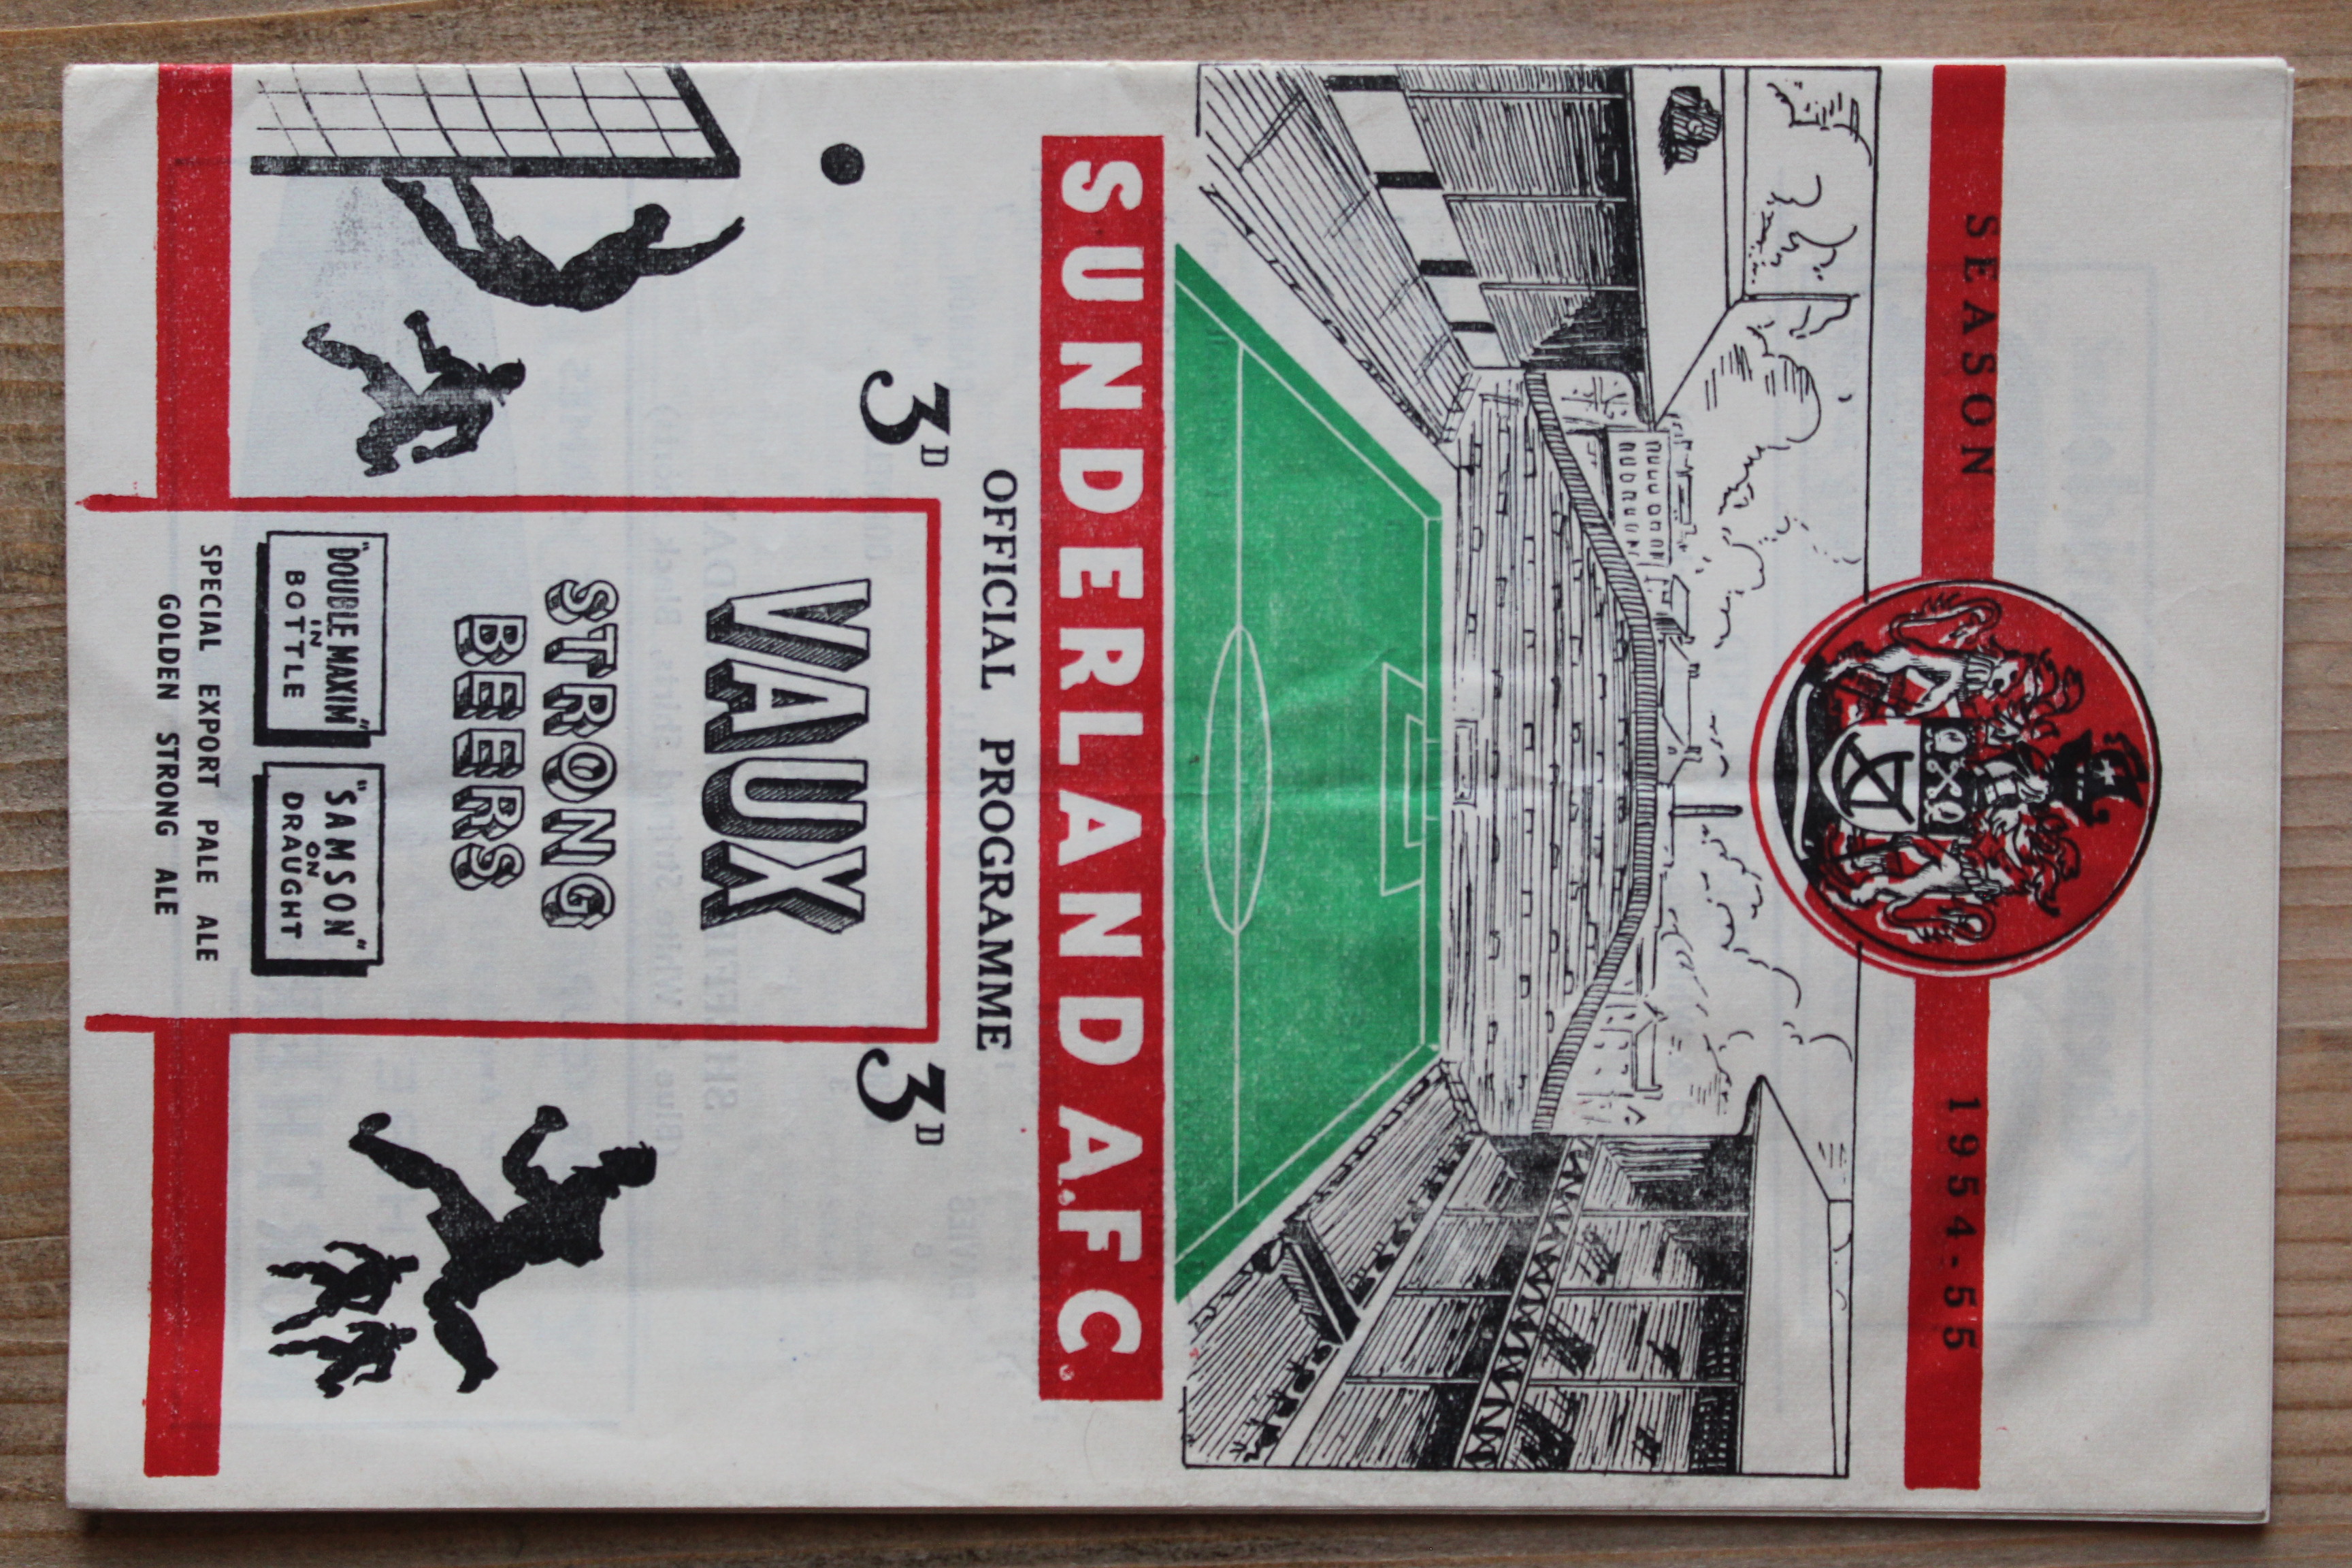 SEASON 1954-55
SUNDERLAND A.F.C.
OFFICIAL PROGRAMME
3D 3D
VAUX
STRONG
BEERS
"DOUBLE MAXIM"
IN
BOTTLE
"SAMSON"
ON
DRAUGHT
SPECIAL EXPORT PALE ALE
GOLDEN STRONG ALE